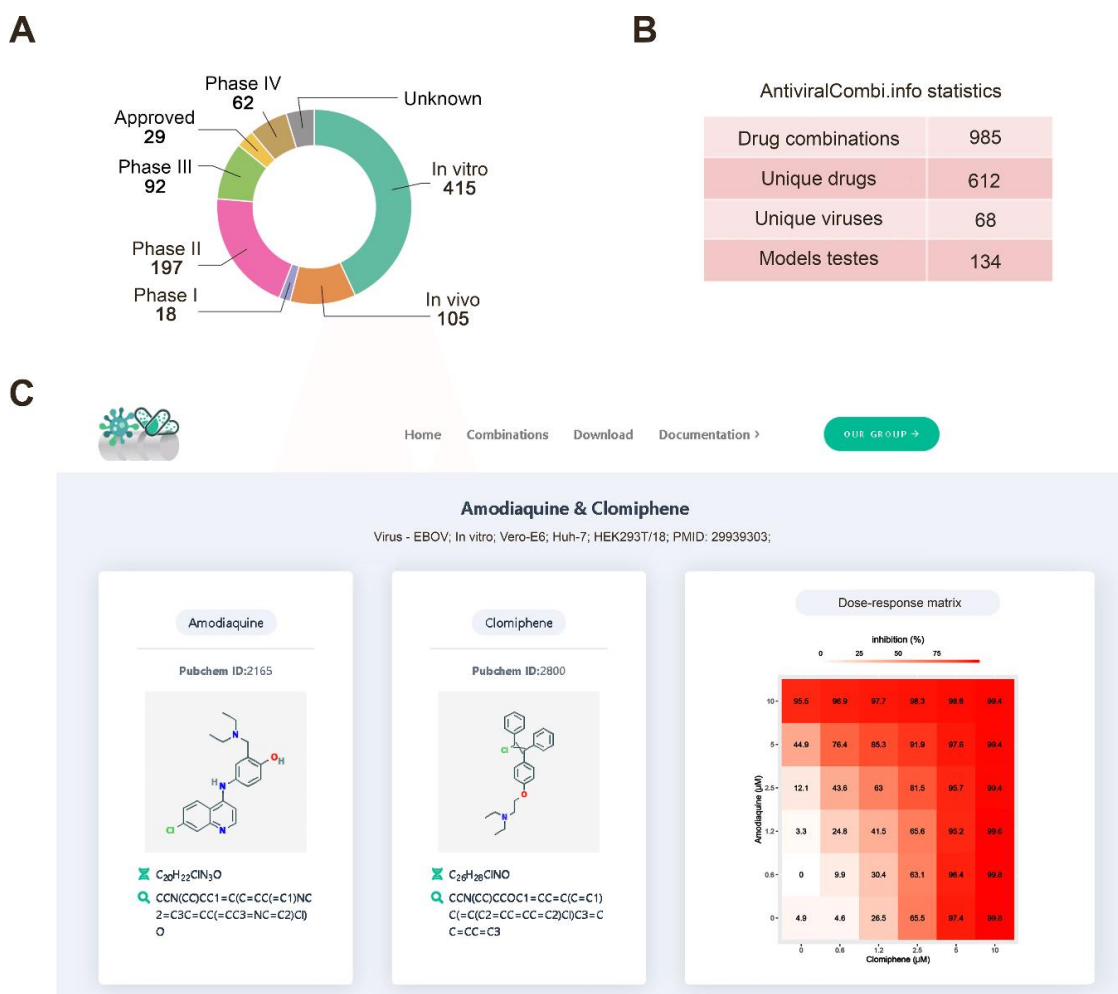 A
Phase IV
62
Unknown
Approved
29
Phase III
92
In vitro
415
Phase II
197
Phase I
18
In vivo
105
B
AntiviralCombi.info statistics
Drug combinations 985
Unique drugs 612
Unique viruses 68
Models testes 134
C
Home Combinations Download Documentation ›
OUR GROUP →
Amodiaquine & Clomiphene
Virus - EBOV; In vitro; Vero-E6; Huh-7; HEK293T/18; PMID: 29939303;
Amodiaquine
Pubchem ID:2165
Cl
N
HN
N
OH
C20H22ClN3O
CCN(CC)CC1=C(C=CC(=C1)NC
2=C3C=CC(=CC3=NC=C2)Cl)
O
Clomiphene
Pubchem ID:2800
Cl
O
N
C26H28ClNO
CCN(CC)CCOC1=CC=C(C=C1)
C(=C(C2=CC=CC=C2)Cl)C3=C
C=CC=C3
Dose-response matrix
inhibition (%)
0 25 50 75
Amodiaquine (µM)
10 95.5 96.9 97.7 98.3 98.6 99.4
5 44.9 76.4 85.3 91.9 97.6 99.4
2.5 12.1 43.6 63 81.5 95.7 99.4
1.2 3.3 24.8 41.5 65.6 95.2 99.6
0.6 0 9.9 30.4 63.1 96.4 99.8
0 4.9 4.6 26.5 65.5 97.4 99.8
0 0.6 1.2 2.5 5 10
Clomiphene (µM)